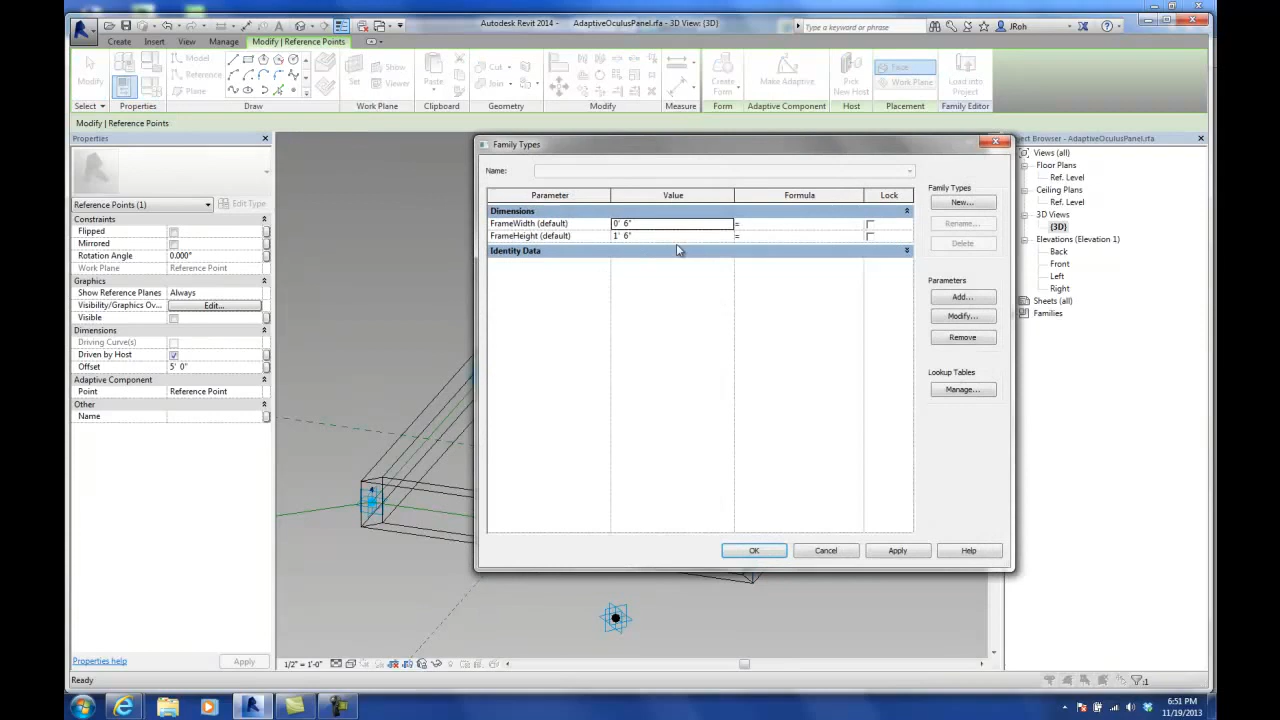 Autodesk Revit 2014 - AdaptiveOculusPanel.rfa - 3D View: {3D}
Type a keyword or phrase
JRoh
Create Insert View Manage Modify | Reference Points
Modify
Model
Reference
Plane
Set
Show
Viewer
Paste
Cut
Join
Create Form
Make Adaptive
Pick New Host
Face
Work Plane
Load into Project
Select Properties Draw Work Plane Clipboard Geometry Modify Measure Form Adaptive Component Host Placement Family Editor
Modify | Reference Points
Properties
Reference Points (1)
Edit Type
Constraints
Flipped
Mirrored
Rotation Angle 0.000°
Work Plane Reference Point
Graphics
Show Reference Planes Always
Visibility/Graphics Ov... Edit...
Visible
Dimensions
Driving Curve(s)
Driven by Host
Offset 5' 0"
Adaptive Component
Point Reference Point
Other
Name
Properties help
Apply
Family Types
Name:
Parameter Value Formula Lock
Dimensions
FrameWidth (default) 0' 6" =
FrameHeight (default) 1' 6" =
Identity Data
Family Types
New...
Rename...
Delete
Parameters
Add...
Modify...
Remove
Lookup Tables
Manage...
OK Cancel Apply Help
ject Browser - AdaptiveOculusPanel.rfa
Views (all)
Floor Plans
Ref. Level
Ceiling Plans
Ref. Level
3D Views
{3D}
Elevations (Elevation 1)
Back
Front
Left
Right
Sheets (all)
Families
1/2" = 1'-0"
Ready
:1
6:51 PM
11/19/2013